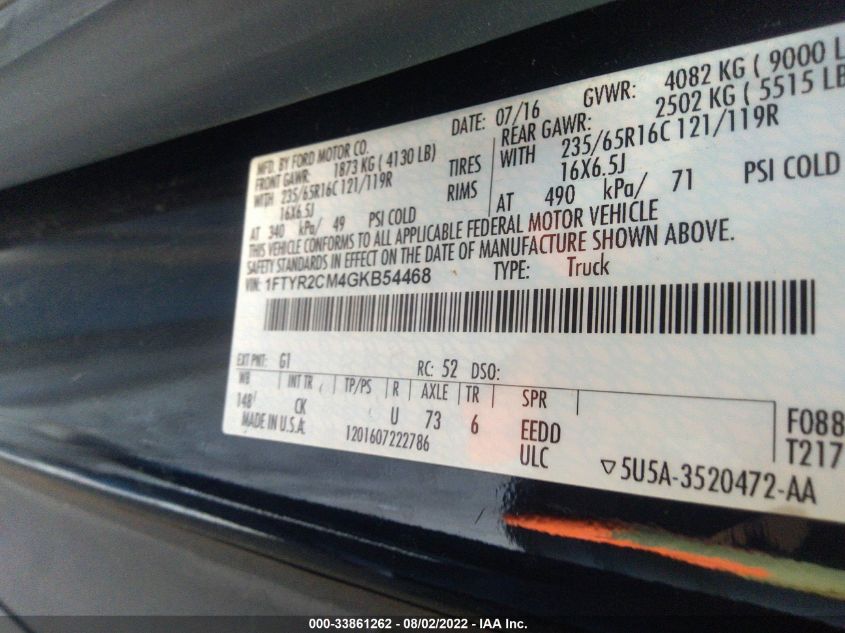 MFD. BY FORD MOTOR CO.
DATE: 07/16 GVWR: 4082 KG ( 9000 L
FRONT GAWR: 1873 KG ( 4130 LB)
REAR GAWR: 2502 KG ( 5515 LB
WITH 235/65R16C 121/119R TIRES
WITH 235/65R16C 121/119R
16X6.5J RIMS
16X6.5J
AT 340 kPa/ 49 PSI COLD
AT 490 kPa/ 71 PSI COLD
THIS VEHICLE CONFORMS TO ALL APPLICABLE FEDERAL MOTOR VEHICLE
SAFETY STANDARDS IN EFFECT ON THE DATE OF MANUFACTURE SHOWN ABOVE.
VIN: 1FTYR2CM4GKB54468 TYPE: Truck
EXT PNT: G1 RC: 52 DSO:
WB INT TR TP/PS R AXLE TR SPR
148 CK U 73 6 EEDD
MADE IN U.S.A. 1201607222786 ULC
F088
T217
▽5U5A-3520472-AA
000-33861262 - 08/02/2022 - IAA Inc.